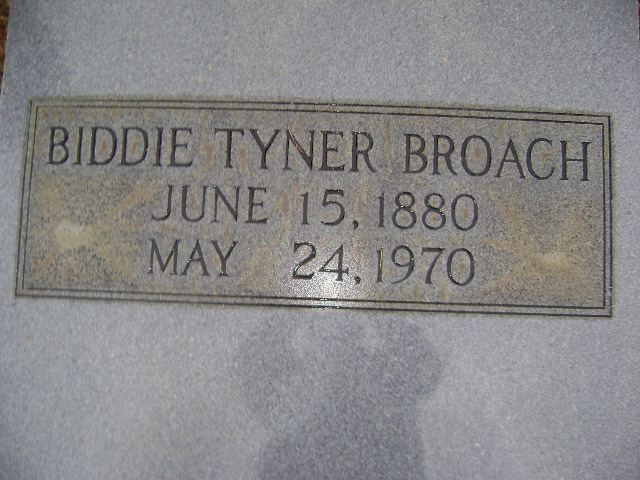 BIDDIE TYNER BROACH
JUNE 15, 1880
MAY 24, 1970